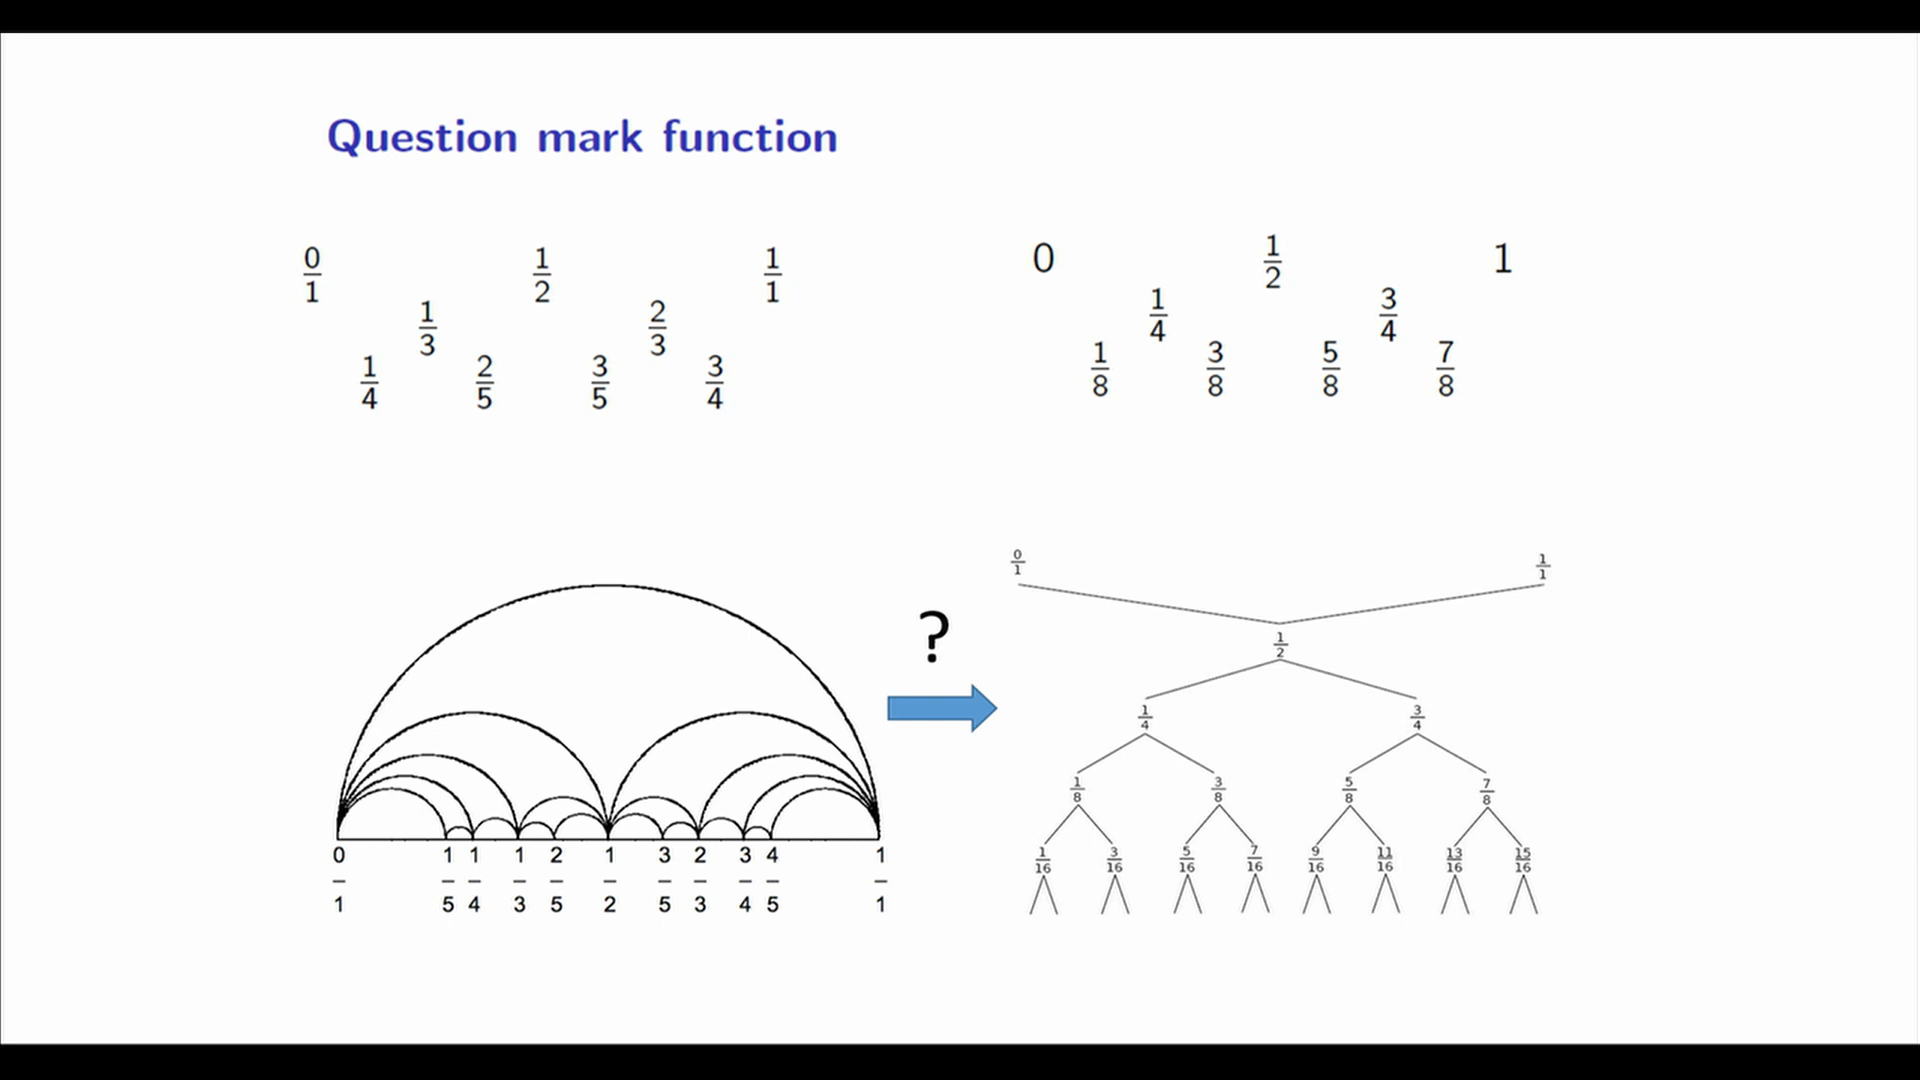 Question mark function
0/1 1/2 1/1
1/3 2/3
1/4 2/5 3/5 3/4
0 1/2 1
1/4 3/4
1/8 3/8 5/8 7/8
0/1 1/5 1/4 1/3 2/5 1/2 3/5 2/3 3/4 4/5 1/1
?
0/1 1/1
1/2
1/4 3/4
1/8 3/8 5/8 7/8
1/16 3/16 5/16 7/16 9/16 11/16 13/16 15/16